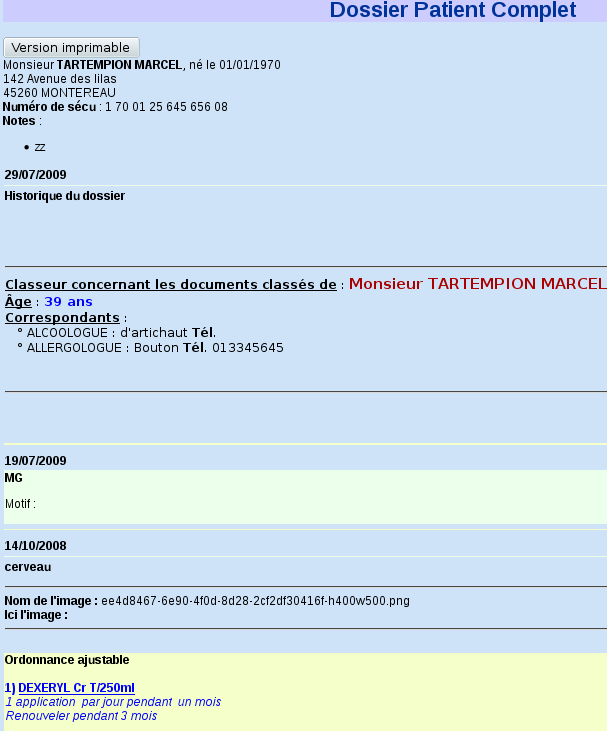 Dossier Patient Complet
Version imprimable
Monsieur TARTEMPION MARCEL, né le 01/01/1970
142 Avenue des lilas
45260 MONTEREAU
Numéro de sécu : 1 70 01 25 645 656 08
Notes :
• zz
29/07/2009
Historique du dossier
Classeur concernant les documents classés de : Monsieur TARTEMPION MARCEL
Âge : 39 ans
Correspondants :
° ALCOOLOGUE : d'artichaut Tél.
° ALLERGOLOGUE : Bouton Tél. 013345645
19/07/2009
MG
Motif :
14/10/2008
cerveau
Nom de l'image : ee4d8467-6e90-4f0d-8d28-2cf2df30416f-h400w500.png
Ici l'image :
Ordonnance ajustable
1) DEXERYL Cr T/250ml
1 application par jour pendant un mois
Renouveler pendant 3 mois